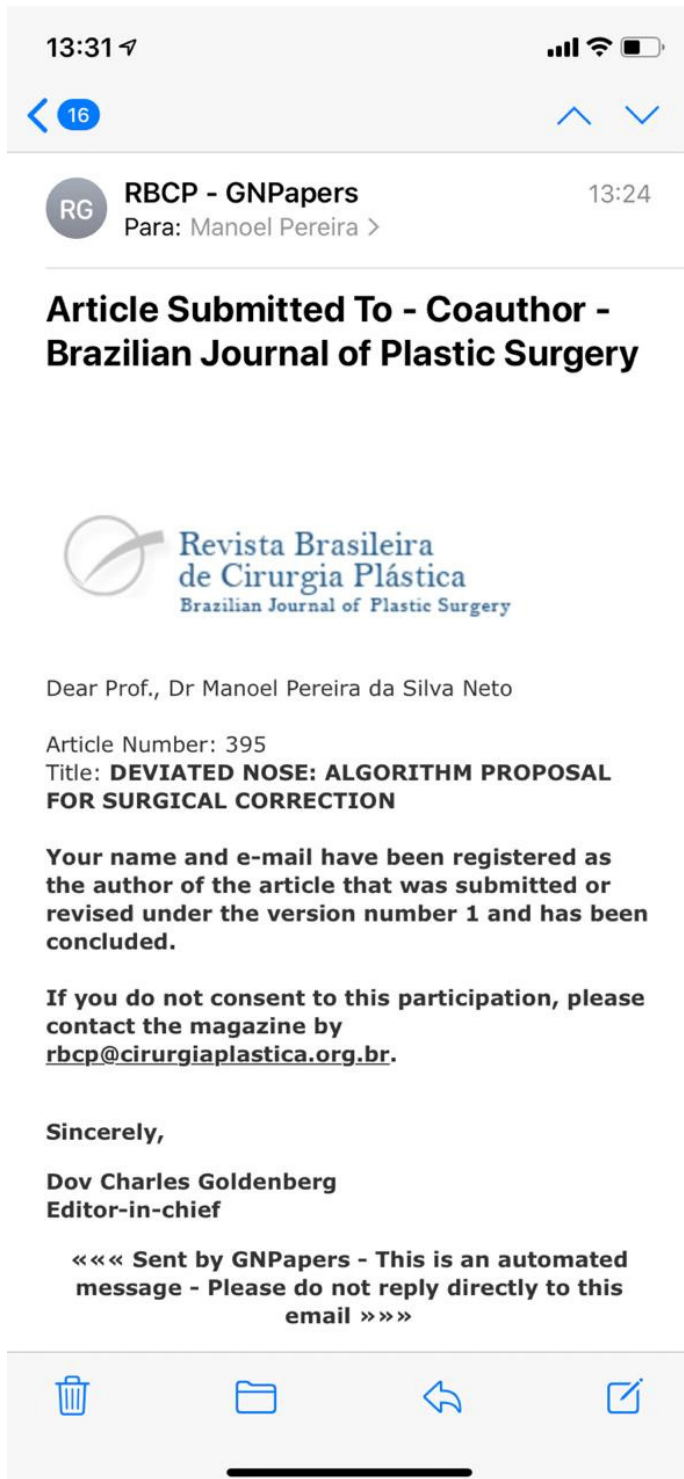 13:31
16
RG
RBCP - GNPapers
13:24
Para: Manoel Pereira >
Article Submitted To - Coauthor -
Brazilian Journal of Plastic Surgery
Revista Brasileira
de Cirurgia Plástica
Brazilian Journal of Plastic Surgery
Dear Prof., Dr Manoel Pereira da Silva Neto
Article Number: 395
Title: DEVIATED NOSE: ALGORITHM PROPOSAL
FOR SURGICAL CORRECTION
Your name and e-mail have been registered as
the author of the article that was submitted or
revised under the version number 1 and has been
concluded.
If you do not consent to this participation, please
contact the magazine by
rbcp@cirurgiaplastica.org.br.
Sincerely,
Dov Charles Goldenberg
Editor-in-chief
««« Sent by GNPapers - This is an automated
message - Please do not reply directly to this
email »»»